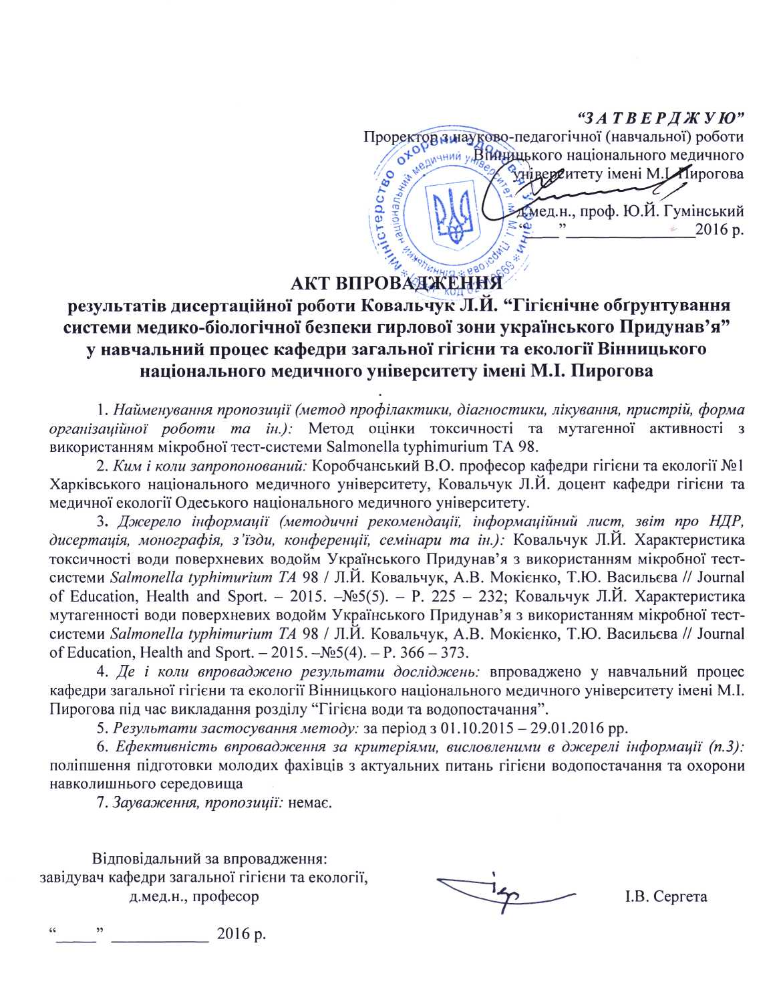 “З А Т В Е Р Д Ж У Ю”
Проректор з науково-педагогічної (навчальної) роботи
Вінницького національного медичного
університету імені М.І. Пирогова
д.мед.н., проф. Ю.Й. Гумінський
“____”________________2016 р.
Міністерство охорони здоров'я України
Вінницький національний медичний університет ім. М.І. Пирогова
АКТ ВПРОВАДЖЕННЯ
результатів дисертаційної роботи Ковальчук Л.Й. “Гігієнічне обґрунтування
системи медико-біологічної безпеки гирлової зони українського Придунав’я”
у навчальний процес кафедри загальної гігієни та екології Вінницького
національного медичного університету імені М.І. Пирогова
1. Найменування пропозиції (метод профілактики, діагностики, лікування, пристрій, форма
організаційної роботи та ін.): Метод оцінки токсичності та мутагенної активності з
використанням мікробної тест-системи Salmonella typhimurium TA 98.
2. Ким і коли запропонований: Коробчанський В.О. професор кафедри гігієни та екології №1
Харківського національного медичного університету, Ковальчук Л.Й. доцент кафедри гігієни та
медичної екології Одеського національного медичного університету.
3. Джерело інформації (методичні рекомендації, інформаційний лист, звіт про НДР,
дисертація, монографія, з’їзди, конференції, семінари та ін.): Ковальчук Л.Й. Характеристика
токсичності води поверхневих водойм Українського Придунав’я з використанням мікробної тест-
системи Salmonella typhimurium TA 98 / Л.Й. Ковальчук, А.В. Мокієнко, Т.Ю. Васильєва // Journal
of Education, Health and Sport. – 2015. –№5(5). – P. 225 – 232; Ковальчук Л.Й. Характеристика
мутагенності води поверхневих водойм Українського Придунав’я з використанням мікробної тест-
системи Salmonella typhimurium TA 98 / Л.Й. Ковальчук, А.В. Мокієнко, Т.Ю. Васильєва // Journal
of Education, Health and Sport. – 2015. –№5(4). – P. 366 – 373.
4. Де і коли впроваджено результати досліджень: впроваджено у навчальний процес
кафедри загальної гігієни та екології Вінницького національного медичного університету імені М.І.
Пирогова під час викладання розділу “Гігієна води та водопостачання”.
5. Результати застосування методу: за період з 01.10.2015 – 29.01.2016 рр.
6. Ефективність впровадження за критеріями, висловленими в джерелі інформації (п.3):
поліпшення підготовки молодих фахівців з актуальних питань гігієни водопостачання та охорони
навколишнього середовища
7. Зауваження, пропозиції: немає.
Відповідальний за впровадження:
завідувач кафедри загальної гігієни та екології,
д.мед.н., професор
І.В. Сергета
“_____” ____________ 2016 р.